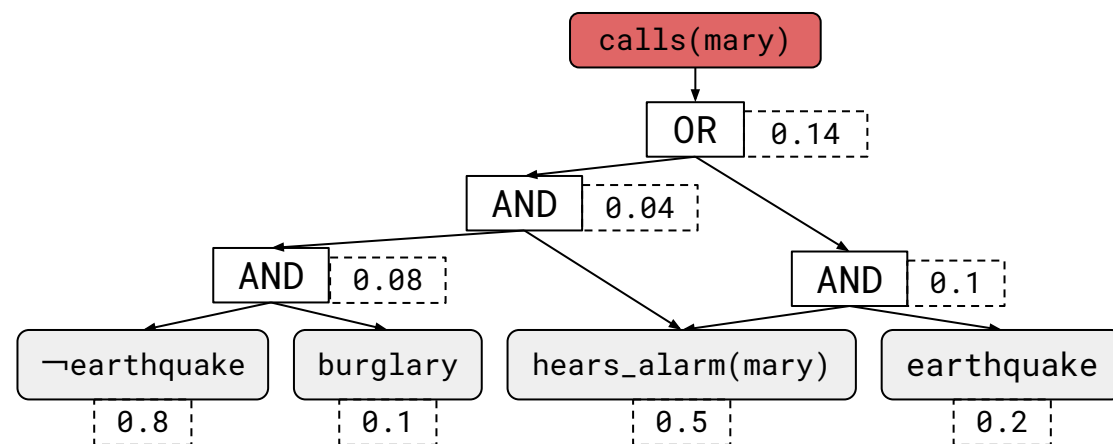 calls(mary)
OR
0.14
AND
0.04
AND
0.08
AND
0.1
¬earthquake
burglary
hears_alarm(mary)
earthquake
0.8
0.1
0.5
0.2